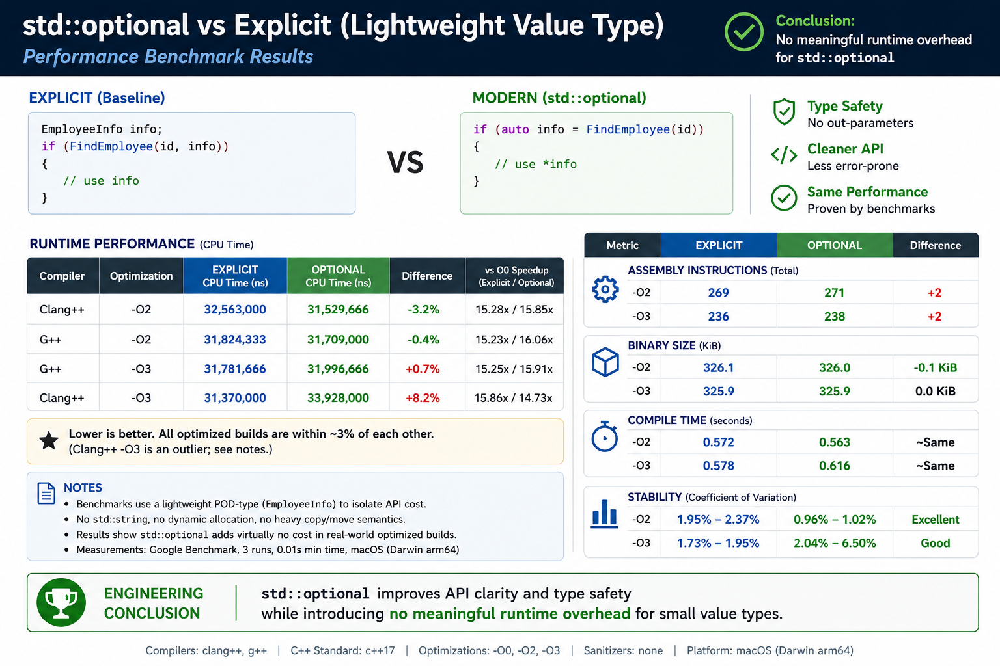 std::optional vs Explicit (Lightweight Value Type)
Performance Benchmark Results
Conclusion:
No meaningful runtime overhead
for std::optional
EXPLICIT (Baseline)
EmployeeInfo info;
if (FindEmployee(id, info))
{
// use info
}
VS
MODERN (std::optional)
if (auto info = FindEmployee(id))
{
// use *info
}
Type Safety
No out-parameters
</> Cleaner API
Less error-prone
Same Performance
Proven by benchmarks
RUNTIME PERFORMANCE (CPU Time)
Compiler Optimization EXPLICIT CPU Time (ns) OPTIONAL CPU Time (ns) Difference vs O0 Speedup (Explicit / Optional)
Clang++ -O2 32,563,000 31,529,666 -3.2% 15.28x / 15.85x
G++ -O2 31,824,333 31,709,000 -0.4% 15.23x / 16.06x
G++ -O3 31,781,666 31,996,666 +0.7% 15.25x / 15.91x
Clang++ -O3 31,370,000 33,928,000 +8.2% 15.86x / 14.73x
Lower is better. All optimized builds are within ~3% of each other.
(Clang++ -O3 is an outlier; see notes.)
NOTES
• Benchmarks use a lightweight POD-type (EmployeeInfo) to isolate API cost.
• No std::string, no dynamic allocation, no heavy copy/move semantics.
• Results show std::optional adds virtually no cost in real-world optimized builds.
• Measurements: Google Benchmark, 3 runs, 0.01s min time, macOS (Darwin arm64)
Metric EXPLICIT OPTIONAL Difference
ASSEMBLY INSTRUCTIONS (Total)
-O2 269 271 +2
-O3 236 238 +2
BINARY SIZE (KiB)
-O2 326.1 326.0 -0.1 KiB
-O3 325.9 325.9 0.0 KiB
COMPILE TIME (seconds)
-O2 0.572 0.563 ~Same
-O3 0.578 0.616 ~Same
STABILITY (Coefficient of Variation)
-O2 1.95% – 2.37% 0.96% – 1.02% Excellent
-O3 1.73% – 1.95% 2.04% – 6.50% Good
ENGINEERING
CONCLUSION
std::optional improves API clarity and type safety
while introducing no meaningful runtime overhead for small value types.
Compilers: clang++, g++ | C++ Standard: c++17 | Optimizations: -O0, -O2, -O3 | Sanitizers: none | Platform: macOS (Darwin arm64)